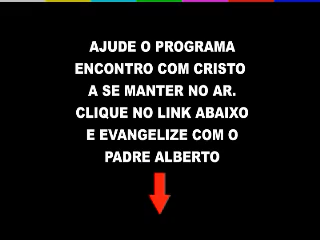 AJUDE O PROGRAMA
ENCONTRO COM CRISTO
A SE MANTER NO AR.
CLIQUE NO LINK ABAIXO
E EVANGELIZE COM O
PADRE ALBERTO